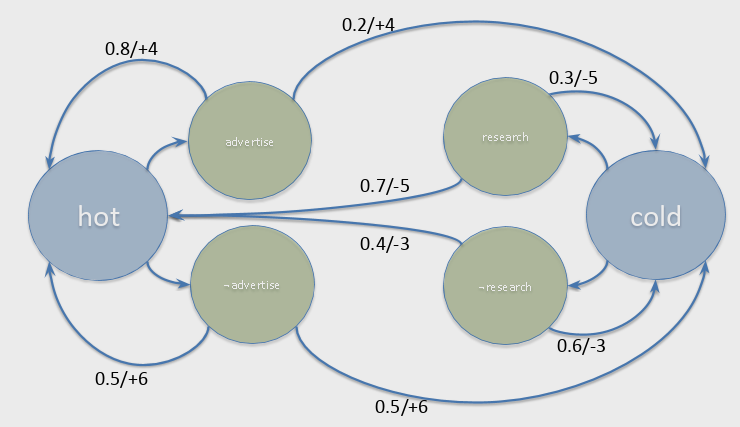 0.2/+4
0.8/+4
0.3/-5
advertise
research
0.7/-5
hot
cold
0.4/-3
¬advertise
¬research
0.6/-3
0.5/+6
0.5/+6